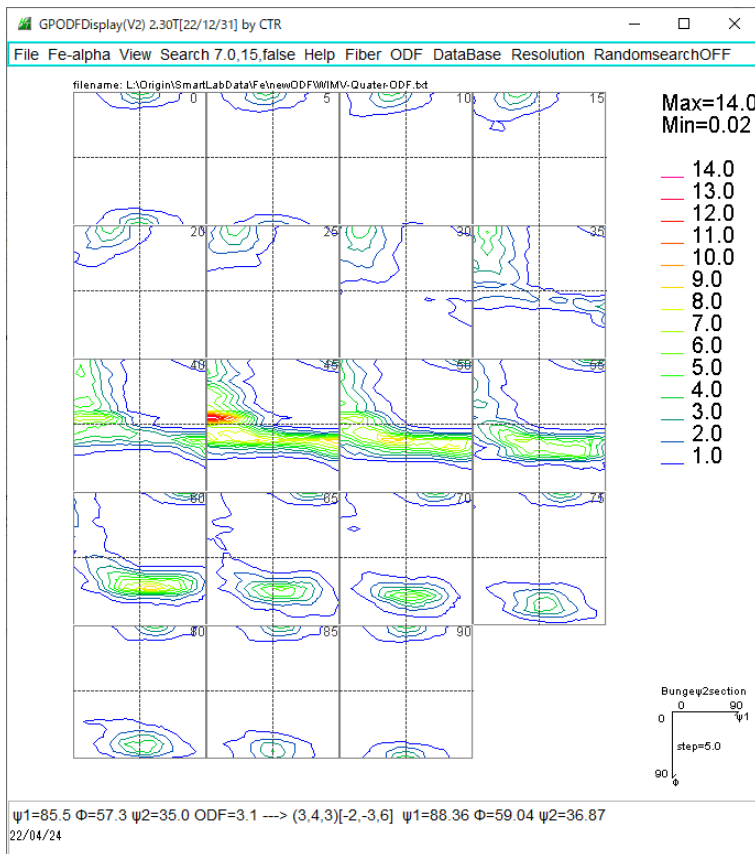 GPODFDisplay(V2) 2.30T[22/12/31] by CTR
File Fe-alpha View Search 7.0,15,false Help Fiber ODF DataBase Resolution RandomsearchOFF
filename: L:\Origin\SmartLabData\Fe\newODF\WIMV-Quater-ODF.txt
0 5 10 15
Max=14.0
Min=0.02
20 25 30 35
14.0
13.0
12.0
11.0
10.0
9.0
8.0
7.0
6.0
5.0
4.0
3.0
2.0
1.0
40 45 50 55
60 65 70 75
80 85 90
Bungeψ2section
0 90
0 ψ1
step=5.0
90
Φ
ψ1=85.5 Φ=57.3 ψ2=35.0 ODF=3.1 ---> (3,4,3)[-2,-3,6] ψ1=88.36 Φ=59.04 ψ2=36.87
22/04/24